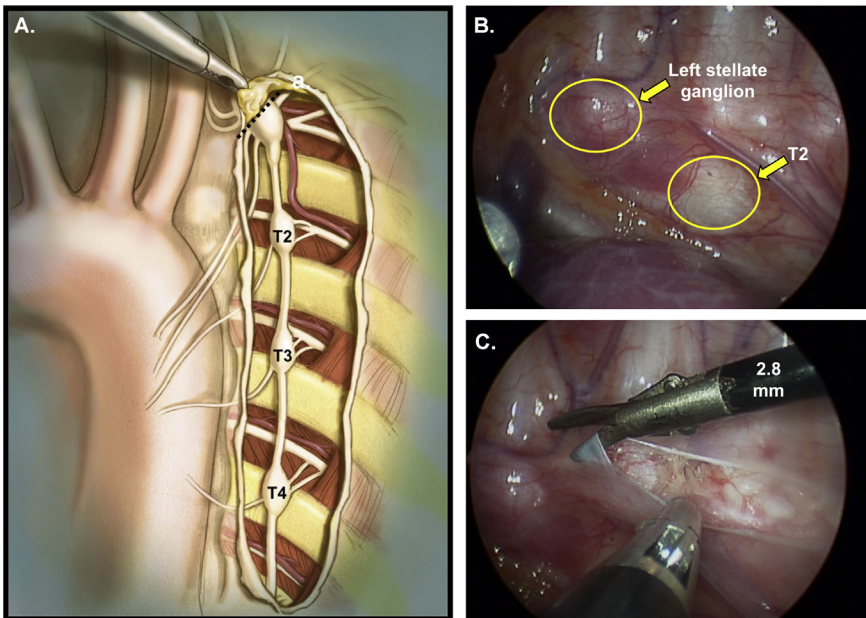 A.
a
T2
T3
T4
B.
Left stellate
ganglion
T2
C.
2.8
mm